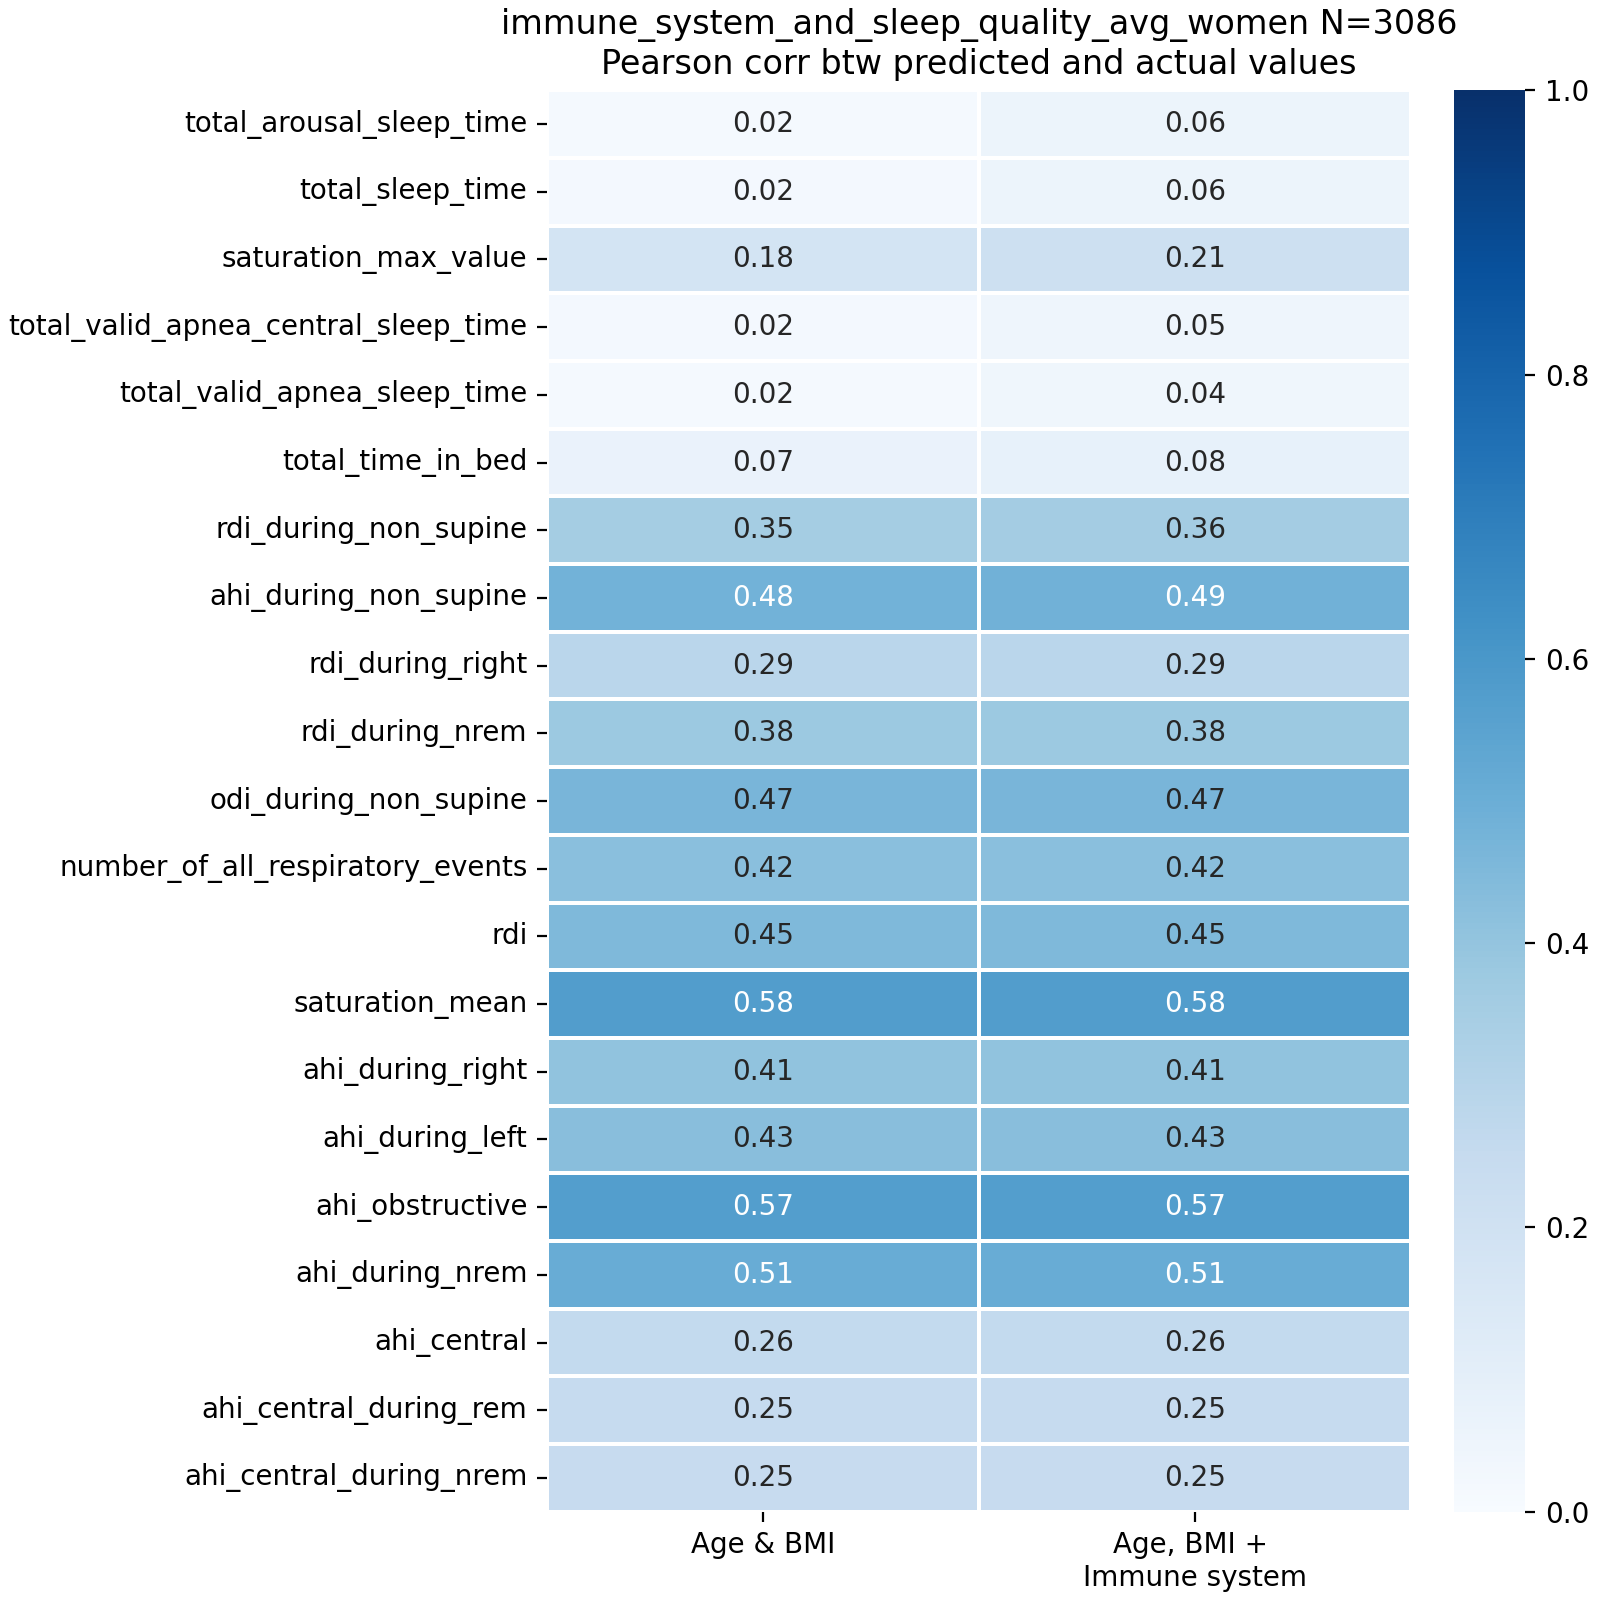 immune_system_and_sleep_quality_avg_women N=3086
Pearson corr btw predicted and actual values
total_arousal_sleep_time 0.02 0.06
total_sleep_time 0.02 0.06
saturation_max_value 0.18 0.21
total_valid_apnea_central_sleep_time 0.02 0.05
total_valid_apnea_sleep_time 0.02 0.04
total_time_in_bed 0.07 0.08
rdi_during_non_supine 0.35 0.36
ahi_during_non_supine 0.48 0.49
rdi_during_right 0.29 0.29
rdi_during_nrem 0.38 0.38
odi_during_non_supine 0.47 0.47
number_of_all_respiratory_events 0.42 0.42
rdi 0.45 0.45
saturation_mean 0.58 0.58
ahi_during_right 0.41 0.41
ahi_during_left 0.43 0.43
ahi_obstructive 0.57 0.57
ahi_during_nrem 0.51 0.51
ahi_central 0.26 0.26
ahi_central_during_rem 0.25 0.25
ahi_central_during_nrem 0.25 0.25
Age & BMI
Age, BMI +
Immune system
1.0
0.8
0.6
0.4
0.2
0.0